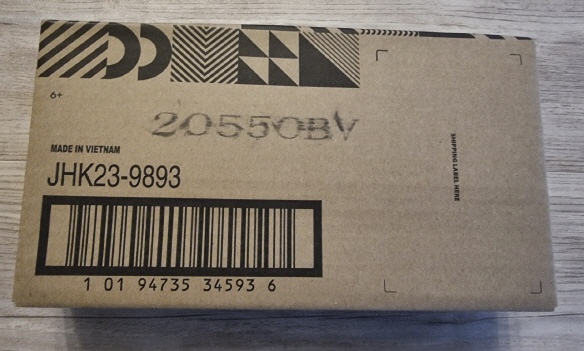 6+
20550BV
MADE IN VIETNAM
JHK23-9893
1 01 94735 34593 6
SHIPPING LABEL HERE